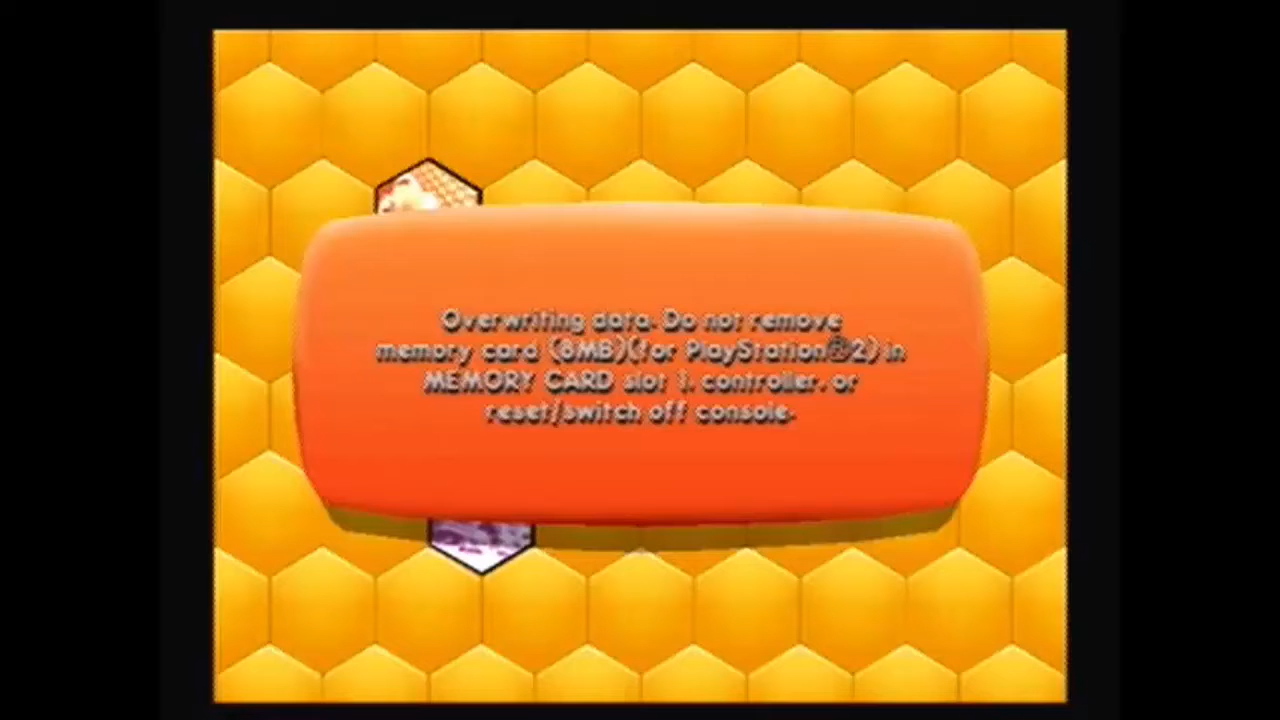 Overwriting data. Do not remove
memory card (8MB)(for PlayStation®2) in
MEMORY CARD slot 1, controller, or
reset/switch off console.